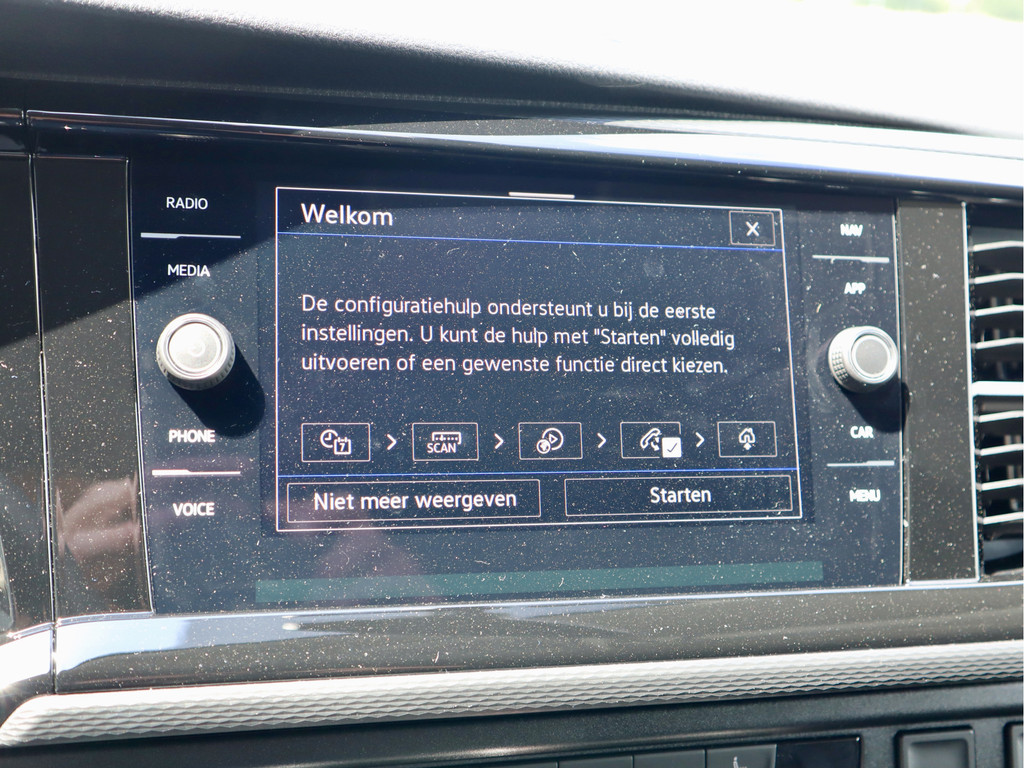 RADIO
MEDIA
PHONE
VOICE
Welkom
De configuratiehulp ondersteunt u bij de eerste
instellingen. U kunt de hulp met "Starten" volledig
uitvoeren of een gewenste functie direct kiezen.
7
SCAN
Niet meer weergeven
Starten
NAV
APP
CAR
MENU